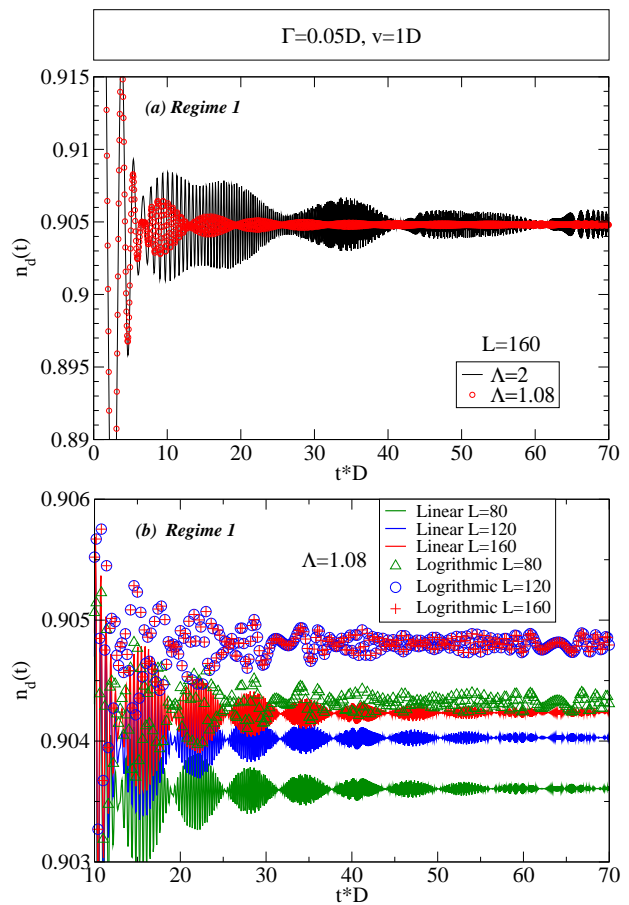 Γ=0.05D, v=1D
0.915
(a) Regime 1
0.91
0.905
n_d(t)
0.9
0.895
L=160
Λ=2
Λ=1.08
0.89
0 10 20 30 40 50 60 70
t*D
0.906
(b) Regime 1
Linear L=80
Linear L=120
Linear L=160
Λ=1.08
Logrithmic L=80
Logrithmic L=120
Logrithmic L=160
0.905
n_d(t)
0.904
0.903
10 20 30 40 50 60 70
t*D